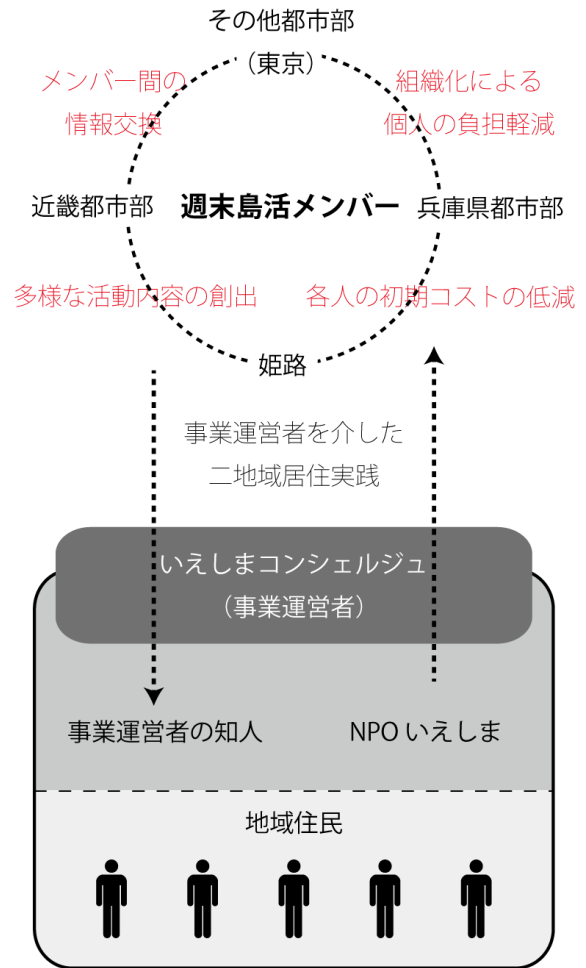 その他都市部
（東京）
メンバー間の
情報交換
組織化による
個人の負担軽減
近畿都市部
週末島活メンバー
兵庫県都市部
多様な活動内容の創出
各人の初期コストの低減
姫路
事業運営者を介した
二地域居住実践
いえしまコンシェルジュ
（事業運営者）
事業運営者の知人
NPO いえしま
地域住民